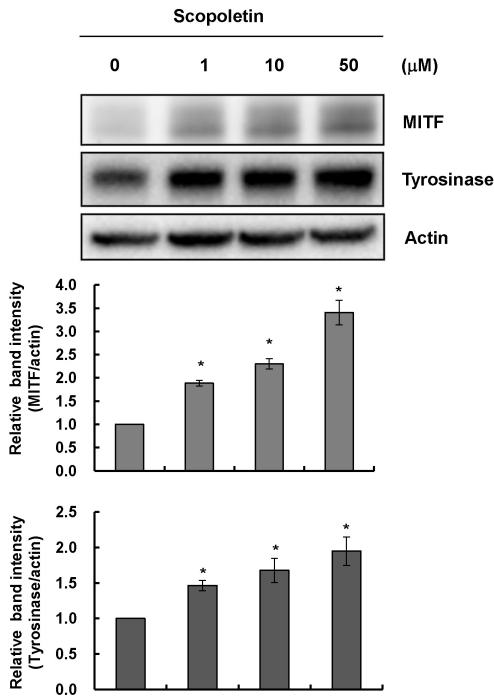 Scopoletin
0 1 10 50 (μM)
MITF
Tyrosinase
Actin
Relative band intensity
(MITF/actin)
4.0
3.5
3.0
2.5
2.0
1.5
1.0
0.5
0.0
*
*
*
Relative band intensity
(Tyrosinase/actin)
2.5
2.0
1.5
1.0
0.5
0.0
*
*
*